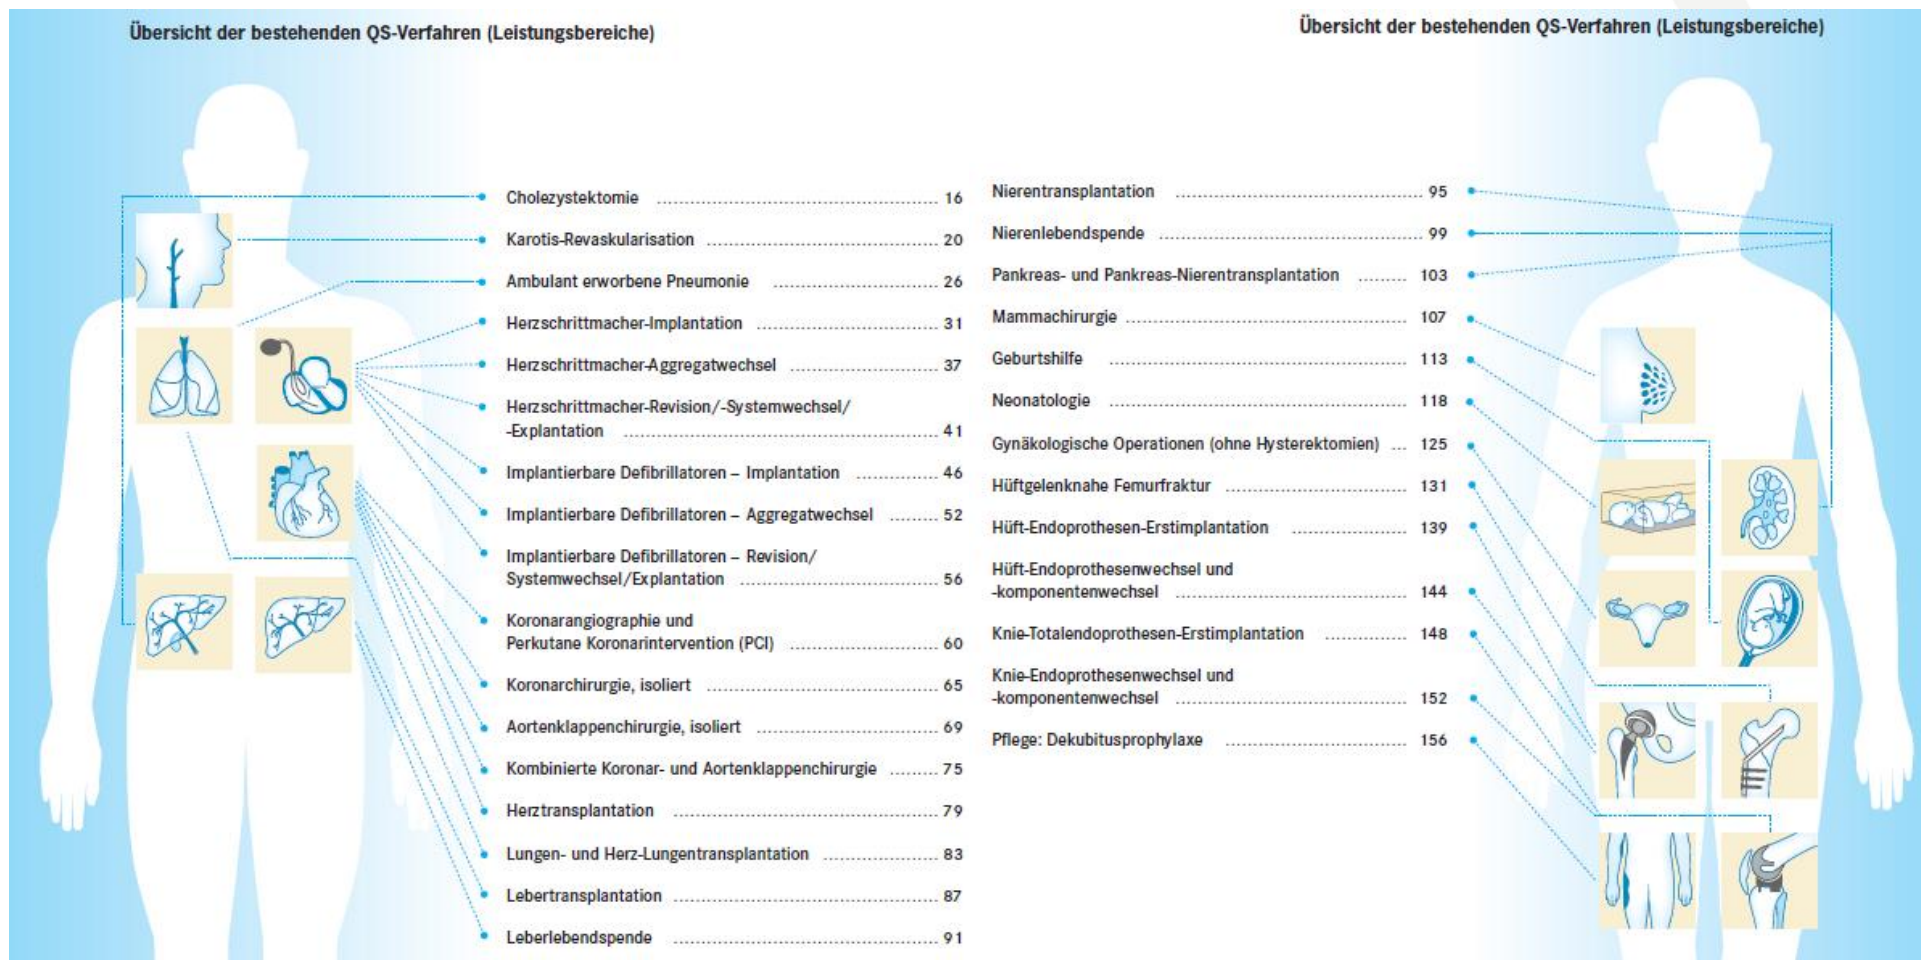 Übersicht der bestehenden QS-Verfahren (Leistungsbereiche)
Cholezystektomie ........................................ 16
Karotis-Revaskularisation ................................. 20
Ambulant erworbene Pneumonie ....................... 26
Herzschrittmacher-Implantation .......................... 31
Herzschrittmacher-Aggregatwechsel ..................... 37
Herzschrittmacher-Revision/-Systemwechsel/
-Explantation ............................................. 41
Implantierbare Defibrillatoren – Implantation ............ 46
Implantierbare Defibrillatoren – Aggregatwechsel ....... 52
Implantierbare Defibrillatoren – Revision/
Systemwechsel/Explantation ............................ 56
Koronarangiographie und
Perkutane Koronarintervention (PCI) ..................... 60
Koronarchirurgie, isoliert ................................. 65
Aortenklappenchirurgie, isoliert .......................... 69
Kombinierte Koronar- und Aortenklappenchirurgie ....... 75
Herztransplantation ...................................... 79
Lungen- und Herz-Lungentransplantation ................ 83
Lebertransplantation ...................................... 87
Leberlebendspende ...................................... 91
Übersicht der bestehenden QS-Verfahren (Leistungsbereiche)
Nierentransplantation ................................... 95
Nierenlebendspende ..................................... 99
Pankreas- und Pankreas-Nierentransplantation ......... 103
Mammachirurgie ........................................ 107
Geburtshilfe .......................................... 113
Neonatologie .......................................... 118
Gynäkologische Operationen (ohne Hysterektomien) ... 125
Hüftgelenknahe Femurfraktur .......................... 131
Hüft-Endoprothesen-Erstimplantation ................. 139
Hüft-Endoprothesenwechsel und
-komponentenwechsel ................................. 144
Knie-Totalendoprothesen-Erstimplantation ............ 148
Knie-Endoprothesenwechsel und
-komponentenwechsel ................................. 152
Pflege: Dekubitusprophylaxe .......................... 156